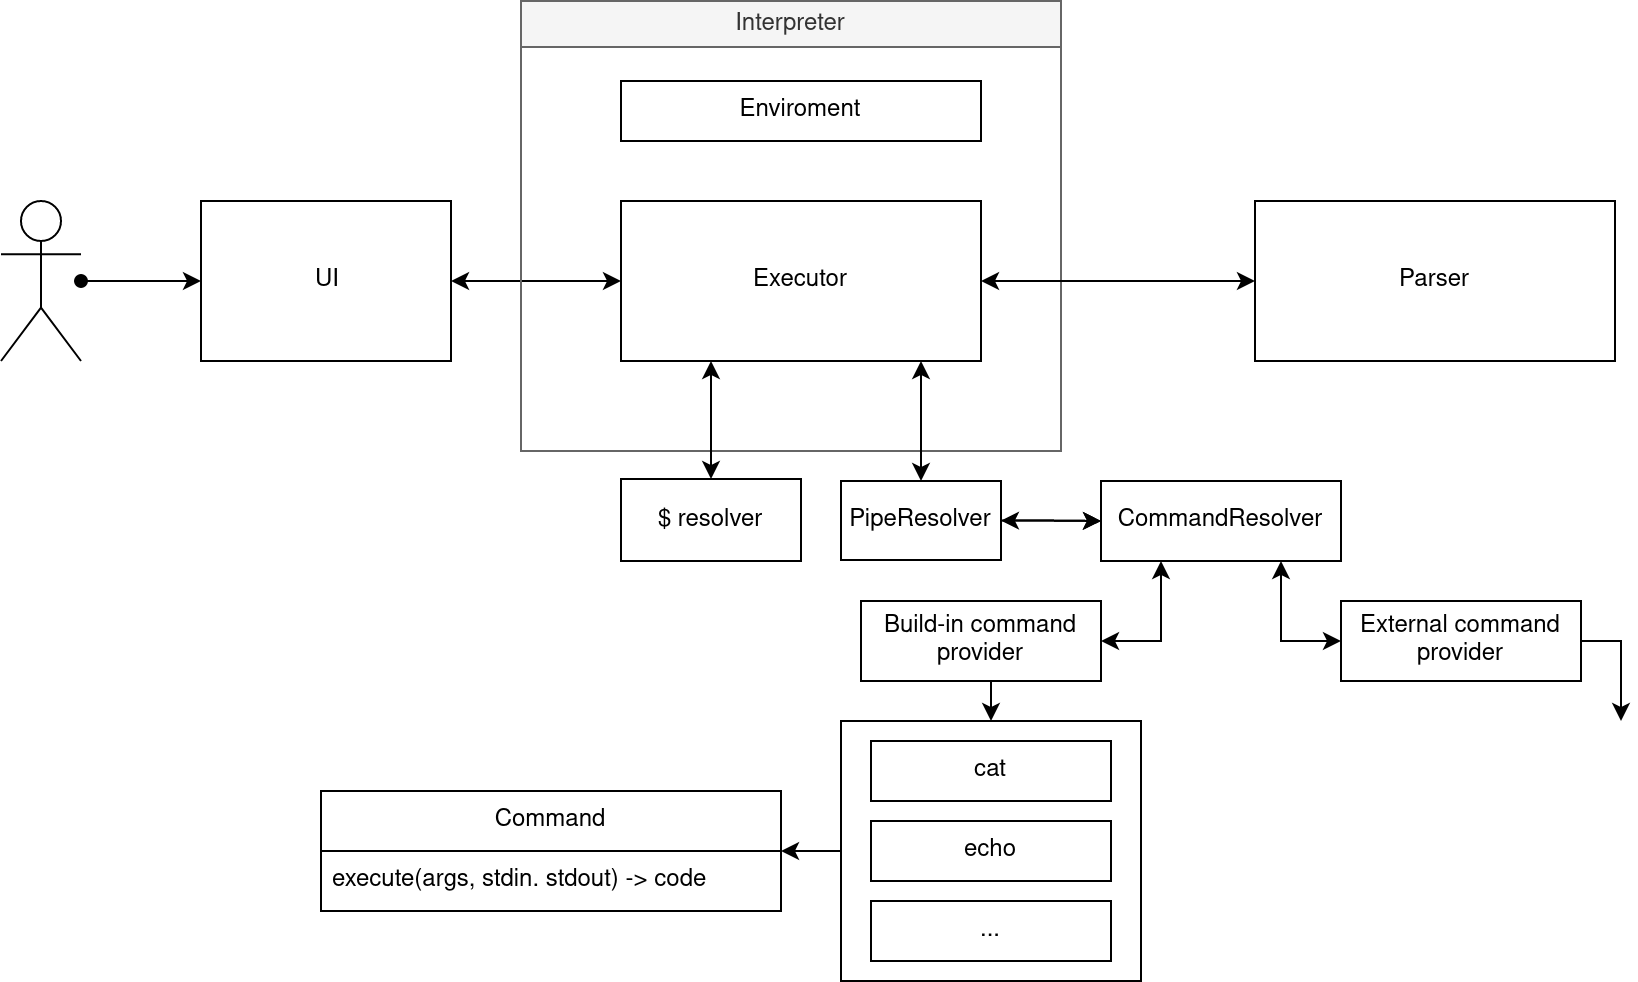 Interpreter
Enviroment
UI
Executor
Parser
$ resolver
PipeResolver
CommandResolver
Build-in command
provider
External command
provider
cat
echo
...
Command
execute(args, stdin. stdout) -> code